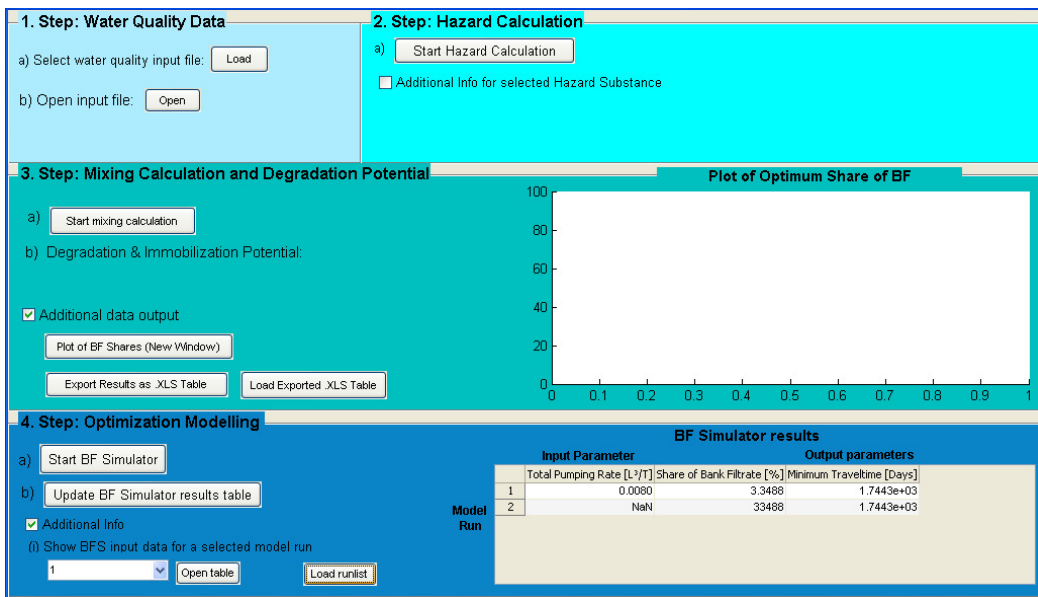 1. Step: Water Quality Data
a) Select water quality input file: Load
b) Open input file: Open
2. Step: Hazard Calculation
a) Start Hazard Calculation
Additional Info for selected Hazard Substance
3. Step: Mixing Calculation and Degradation Potential
a) Start mixing calculation
b) Degradation & Immobilization Potential:
Additional data output
Plot of BF Shares (New Window)
Export Results as .XLS Table Load Exported .XLS Table
Plot of Optimum Share of BF
100
80
60
40
20
0
0 0.1 0.2 0.3 0.4 0.5 0.6 0.7 0.8 0.9 1
4. Step: Optimization Modelling
a) Start BF Simulator
b) Update BF Simulator results table
Additional Info
(i) Show BFS input data for a selected model run
1 Open table Load runlist
BF Simulator results
Input Parameter Output parameters
Total Pumping Rate [L³/T] Share of Bank Filtrate [%] Minimum Traveltime [Days]
1 0.0080 3.3488 1.7443e+03
2 NaN 33488 1.7443e+03
Model
Run